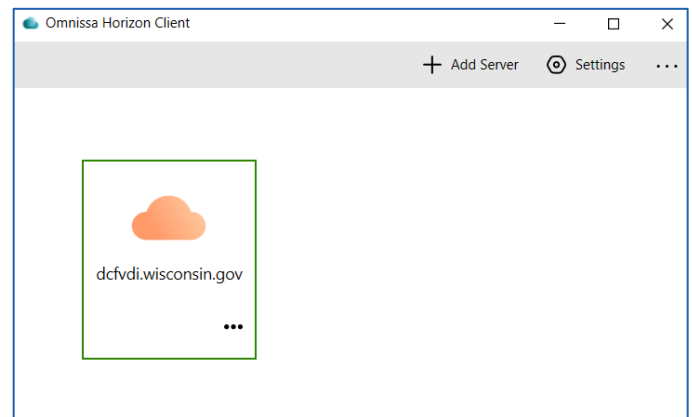 Omnissa Horizon Client
Add Server Settings
dcfvdi.wisconsin.gov